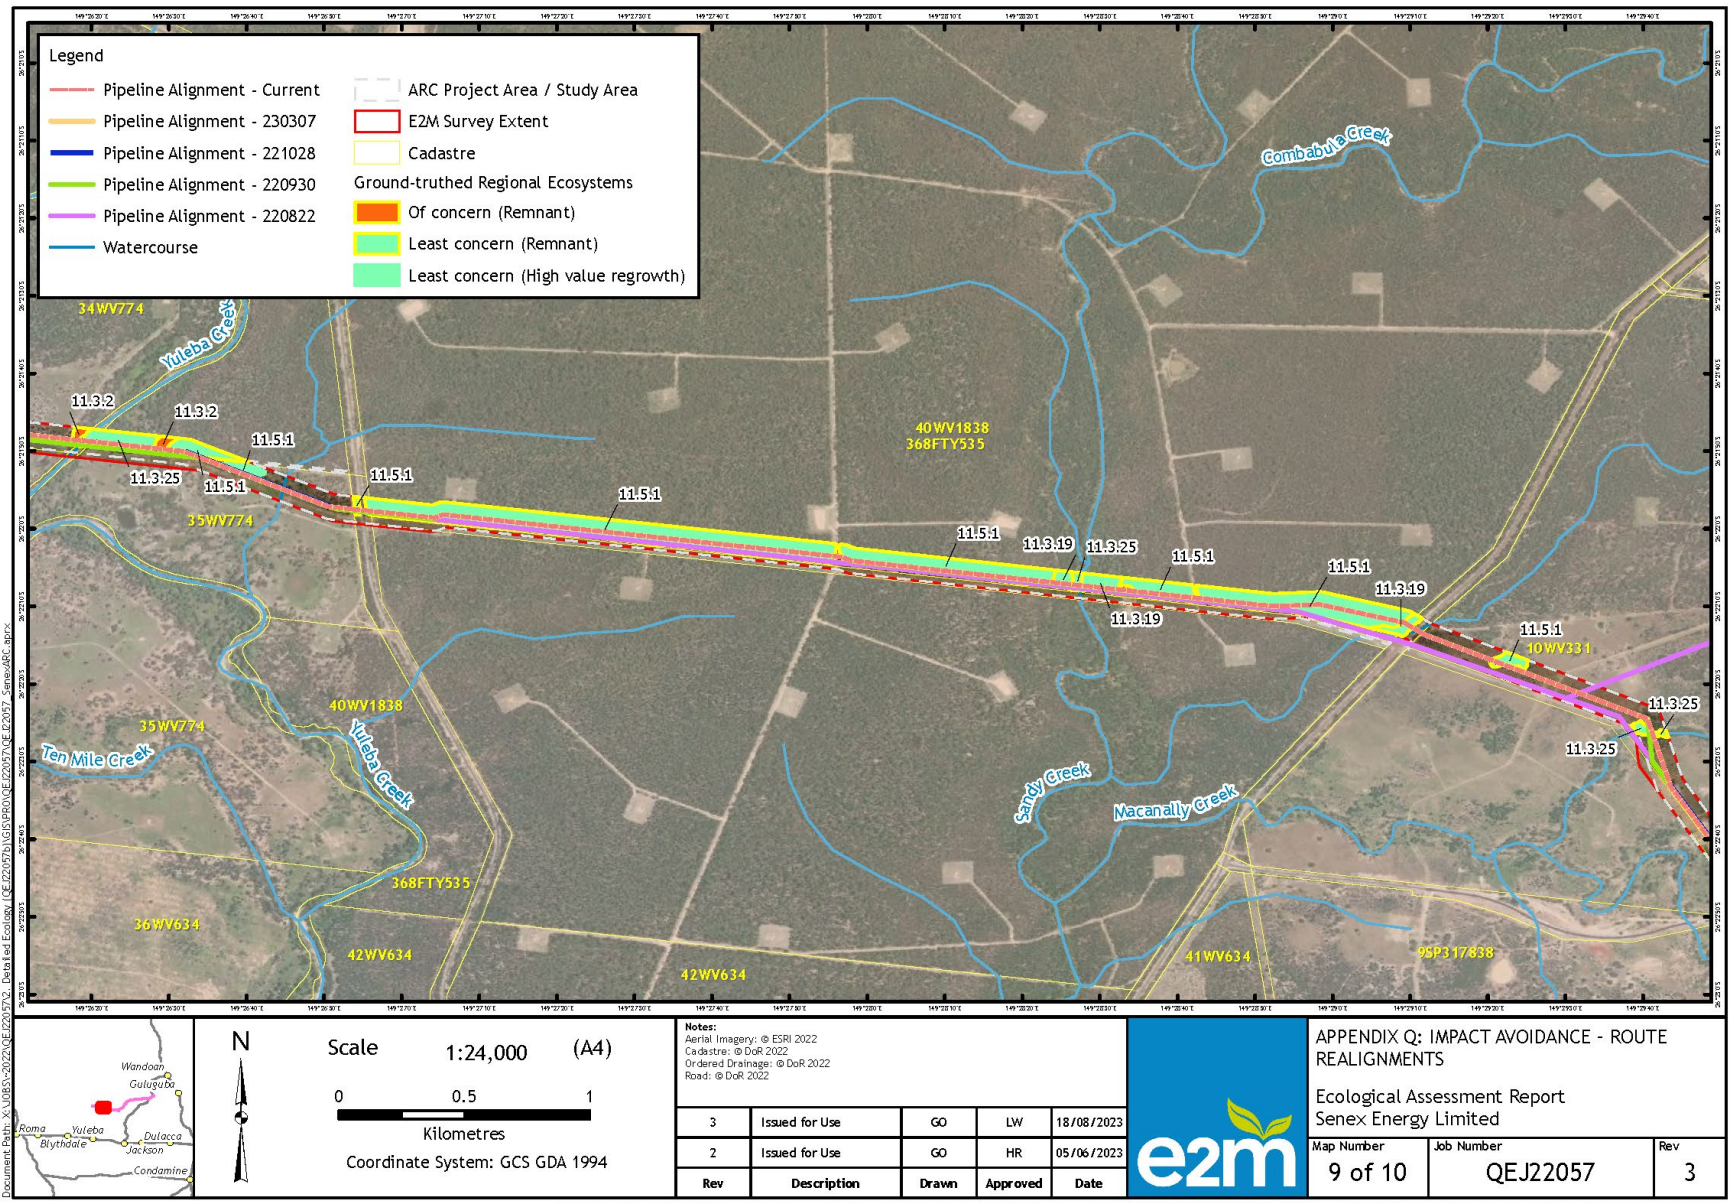 Legend
Pipeline Alignment - Current
Pipeline Alignment - 230307
Pipeline Alignment - 221028
Pipeline Alignment - 220930
Pipeline Alignment - 220822
Watercourse
ARC Project Area / Study Area
E2M Survey Extent
Cadastre
Ground-truthed Regional Ecosystems
Of concern (Remnant)
Least concern (Remnant)
Least concern (High value regrowth)
Combabula Creek
34WV774
Yuleba Creek
11.3.2
11.3.2
11.5.1
11.3.25
11.5.1
35WV774
11.5.1
11.5.1
40WV1838
368FTY535
11.5.1
11.3.19
11.3.25
11.5.1
11.3.19
11.5.1
11.3.19
11.5.1
10WV331
11.3.25
11.3.25
40WV1838
35WV774
Ten Mile Creek
Yuleba Creek
Sandy Creek
Macanally Creek
368FTY535
36WV634
42WV634
42WV634
41WV634
9SP317838
Wandoan
Guluguba
Roma
Yuleba
Blythdale
Dulacca
Jackson
Condamine
N
Scale 1:24,000 (A4)
0 0.5 1
Kilometres
Coordinate System: GCS GDA 1994
Notes:
Aerial Imagery: © ESRI 2022
Cadastre: © DoR 2022
Ordered Drainage: © DoR 2022
Road: © DoR 2022
3 Issued for Use GO LW 18/08/2023
2 Issued for Use GO HR 05/06/2023
Rev Description Drawn Approved Date
e2m
APPENDIX Q: IMPACT AVOIDANCE - ROUTE
REALIGNMENTS
Ecological Assessment Report
Senex Energy Limited
Map Number Job Number Rev
9 of 10 QEJ22057 3